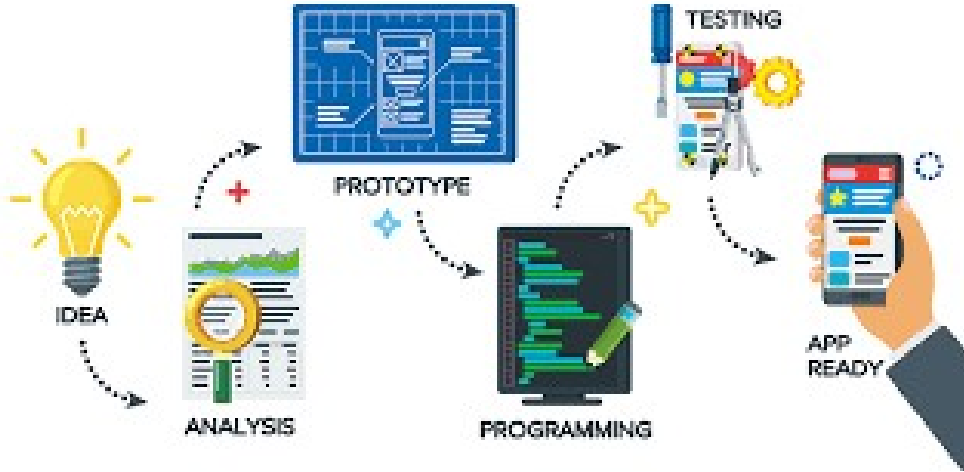 IDEA
ANALYSIS
PROTOTYPE
PROGRAMMING
TESTING
APP
READY